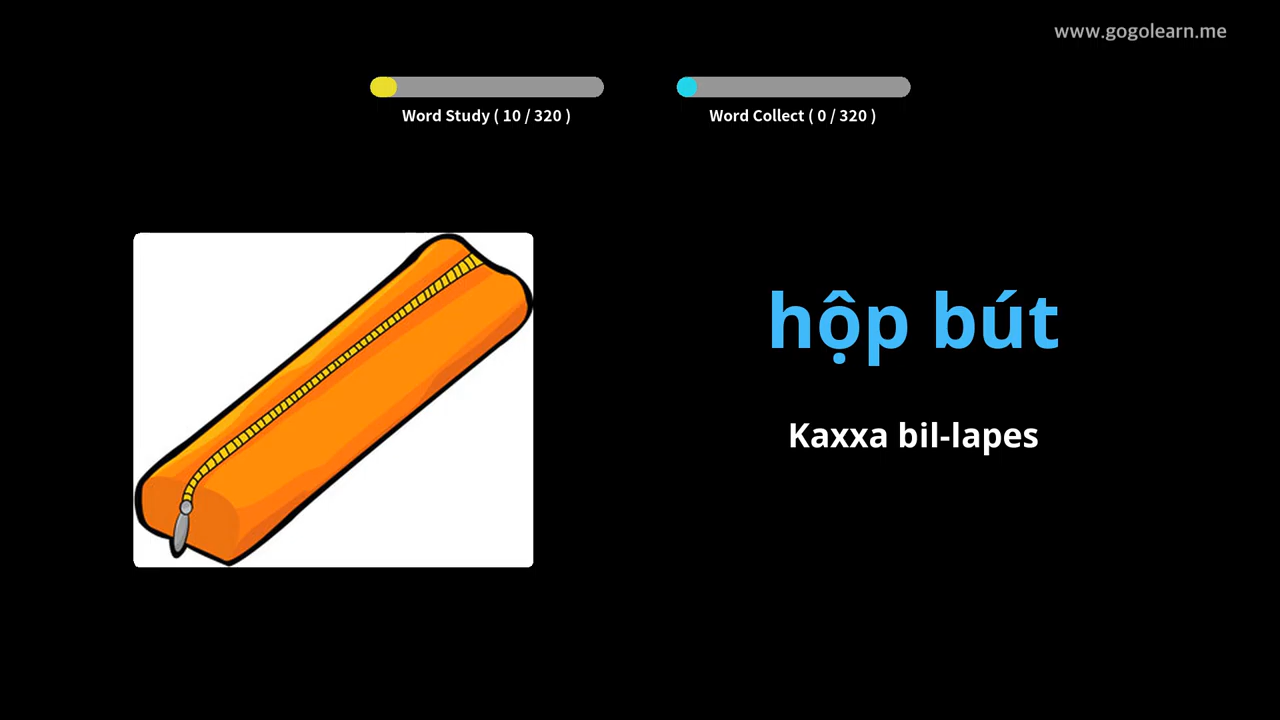 www.gogolearn.me
Word Study ( 10 / 320 )
Word Collect ( 0 / 320 )
hộp bút
Kaxxa bil-lapes